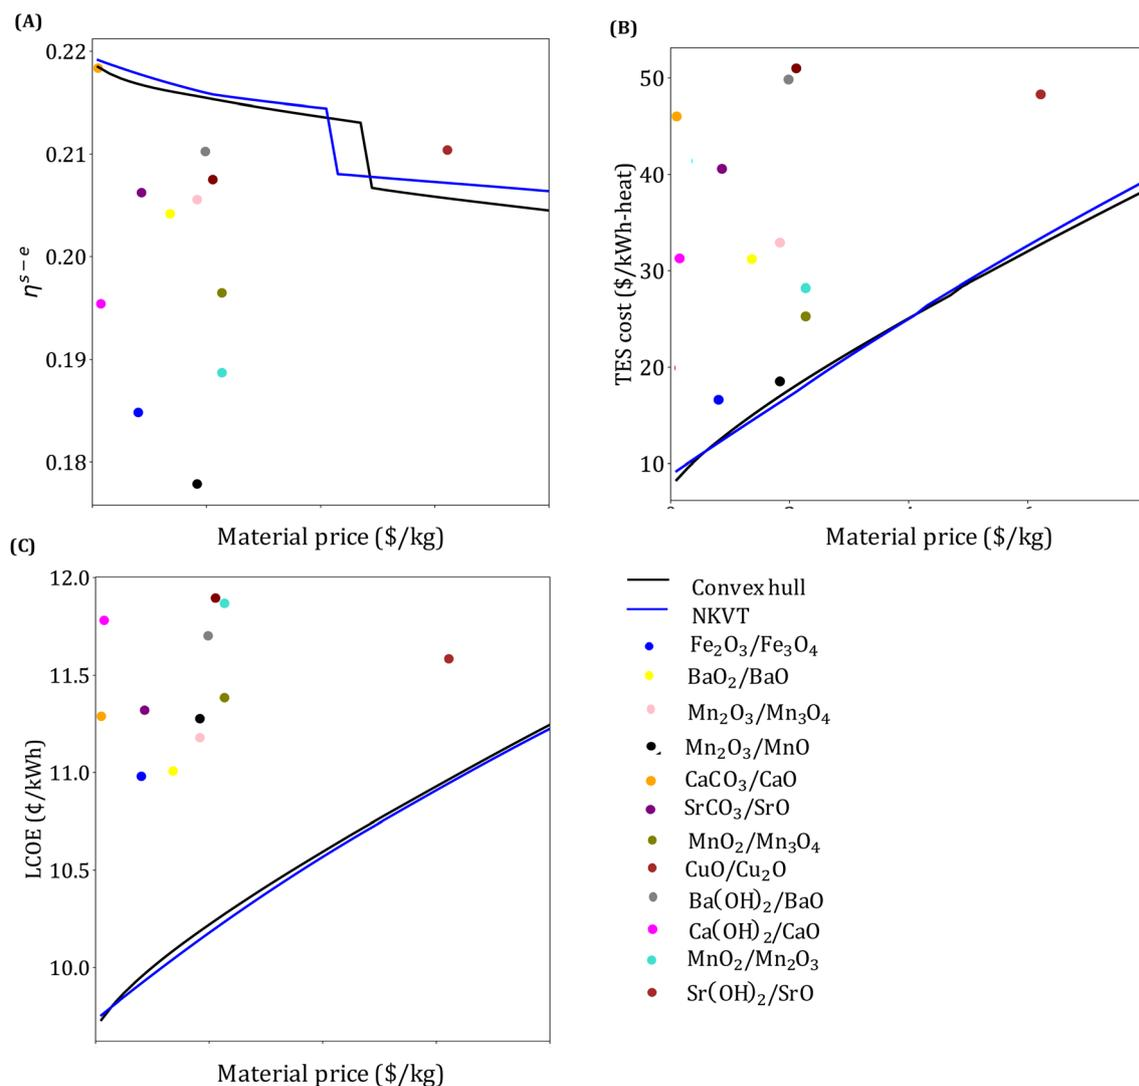 (A)
0.22
0.21
0.20
0.19
0.18
η^{s−e}
Material price ($/kg)
(B)
50
40
30
20
10
TES cost ($/kWh-heat)
Material price ($/kg)
(C)
12.0
11.5
11.0
10.5
10.0
LCOE (¢/kWh)
Material price ($/kg)
Convex hull
NKVT
Fe₂O₃/Fe₃O₄
BaO₂/BaO
Mn₂O₃/Mn₃O₄
Mn₂O₃/MnO
CaCO₃/CaO
SrCO₃/SrO
MnO₂/Mn₃O₄
CuO/Cu₂O
Ba(OH)₂/BaO
Ca(OH)₂/CaO
MnO₂/Mn₂O₃
Sr(OH)₂/SrO